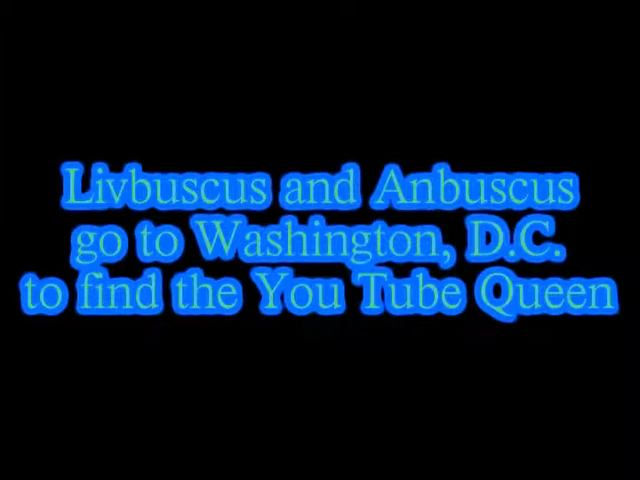 Livbuscus and Anbuscus
go to Washington, D.C.
to find the You Tube Queen